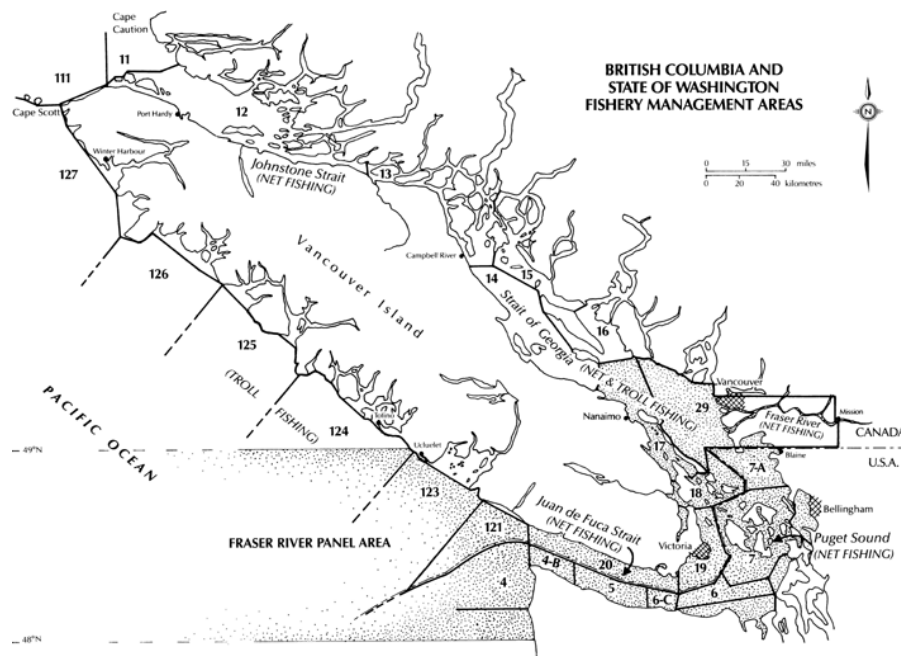 Cape
Caution
111
11
BRITISH COLUMBIA AND
STATE OF WASHINGTON
FISHERY MANAGEMENT AREAS
N
Cape Scott
Port Hardy
12
0 15 30 miles
0 20 40 kilometres
Winter Harbour
127
Johnstone Strait
(NET FISHING)
13
Campbell River
126
Vancouver Island
14
15
Strait of Georgia
(NET & TROLL FISHING)
16
125
(TROLL
FISHING)
PACIFIC OCEAN
Vancouver
29
Fraser River
(NET FISHING)
Mission
Nanaimo
CANADA
U.S.A.
Tofino
124
Ucluelet
49°N
17
Blaine
7-A
123
18
Bellingham
FRASER RIVER PANEL AREA
121
Juan de Fuca Strait
(NET FISHING)
Victoria
Puget Sound
(NET FISHING)
7
20
19
4-B
4
5
6-C
6
48°N